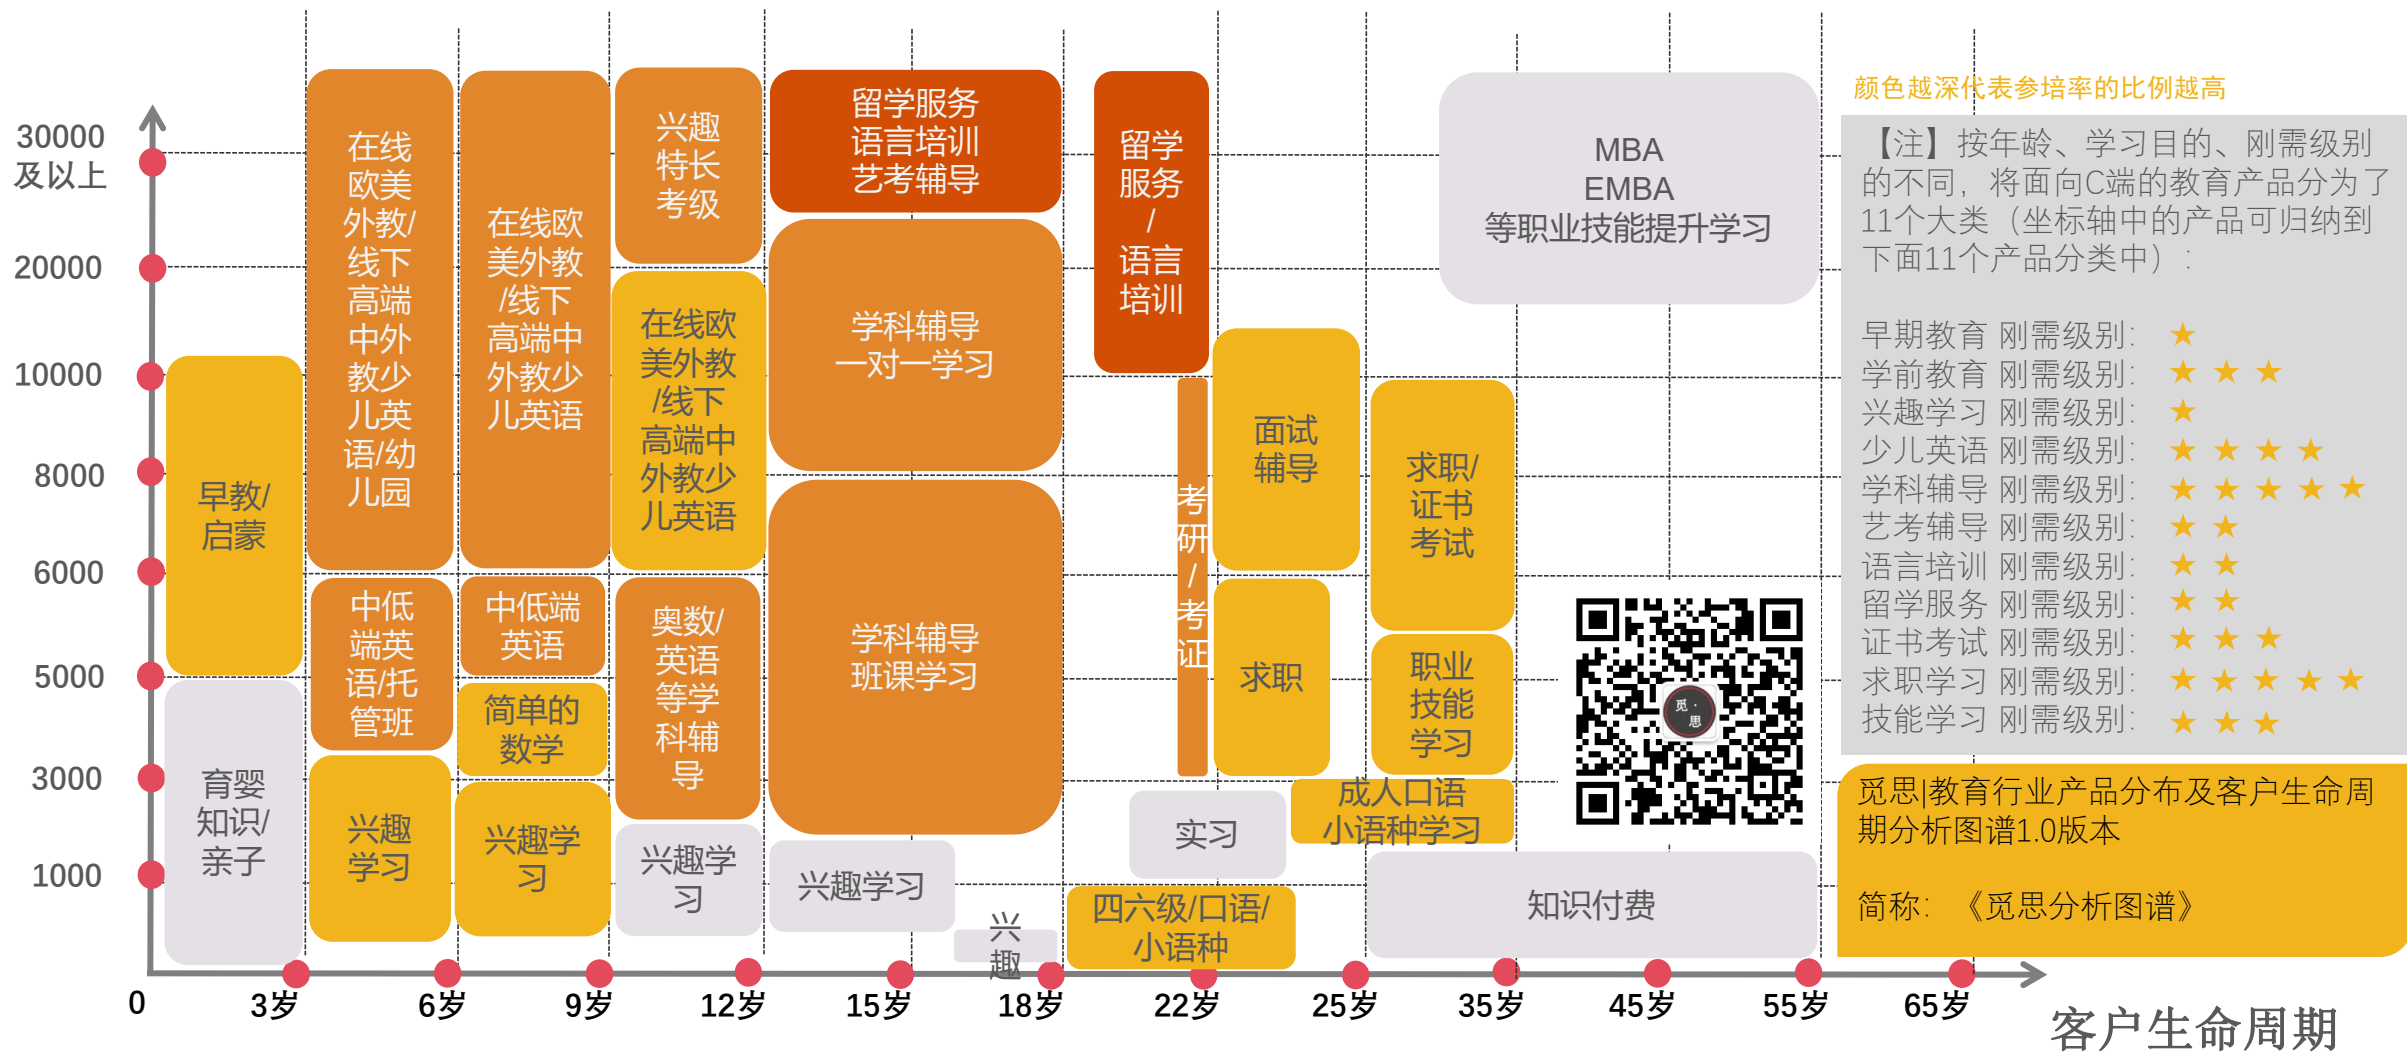 30000
及以上
20000
10000
8000
6000
5000
3000
1000
早教/
启蒙
育婴
知识/
亲子
在线
欧美
外教/
线下
高端
中外
教少
儿英
语/幼
儿园
中低
端英
语/托
管班
兴趣
学习
在线欧
美外教
/线下
高端中
外教少
儿英语
中低端
英语
简单的
数学
兴趣学
习
兴趣
特长
考级
在线欧
美外教
/线下
高端中
外教少
儿英语
奥数/
英语
等学
科辅
导
兴趣学
习
留学服务
语言培训
艺考辅导
学科辅导
一对一学习
学科辅导
班课学习
兴趣学习
兴
趣
留学
服务
/
语言
培训
考
研
/
考
证
面试
辅导
求职
实习
四六级/口语/
小语种
求职/
证书
考试
职业
技能
学习
成人口语
小语种学习
MBA
EMBA
等职业技能提升学习
觅·
思
知识付费
0
3岁
6岁
9岁
12岁
15岁
18岁
22岁
25岁
35岁
45岁
55岁
65岁
客户生命周期
颜色越深代表参培率的比例越高
【注】按年龄、学习目的、刚需级别
的不同，将面向C端的教育产品分为了
11个大类（坐标轴中的产品可归纳到
下面11个产品分类中）：
早期教育 刚需级别： ★
学前教育 刚需级别： ★ ★ ★
兴趣学习 刚需级别： ★
少儿英语 刚需级别： ★ ★ ★ ★
学科辅导 刚需级别： ★ ★ ★ ★ ★
艺考辅导 刚需级别： ★ ★
语言培训 刚需级别： ★ ★
留学服务 刚需级别： ★ ★
证书考试 刚需级别： ★ ★ ★
求职学习 刚需级别： ★ ★ ★ ★ ★
技能学习 刚需级别： ★ ★ ★
觅思|教育行业产品分布及客户生命周
期分析图谱1.0版本
简称：《觅思分析图谱》